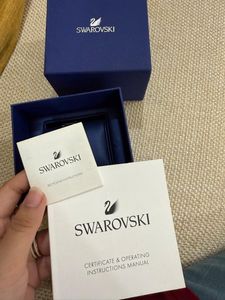 SWAROVSKI
SWAROVSKI
SWAROVSKI
CERTIFICATE & OPERATING
INSTRUCTIONS MANUAL